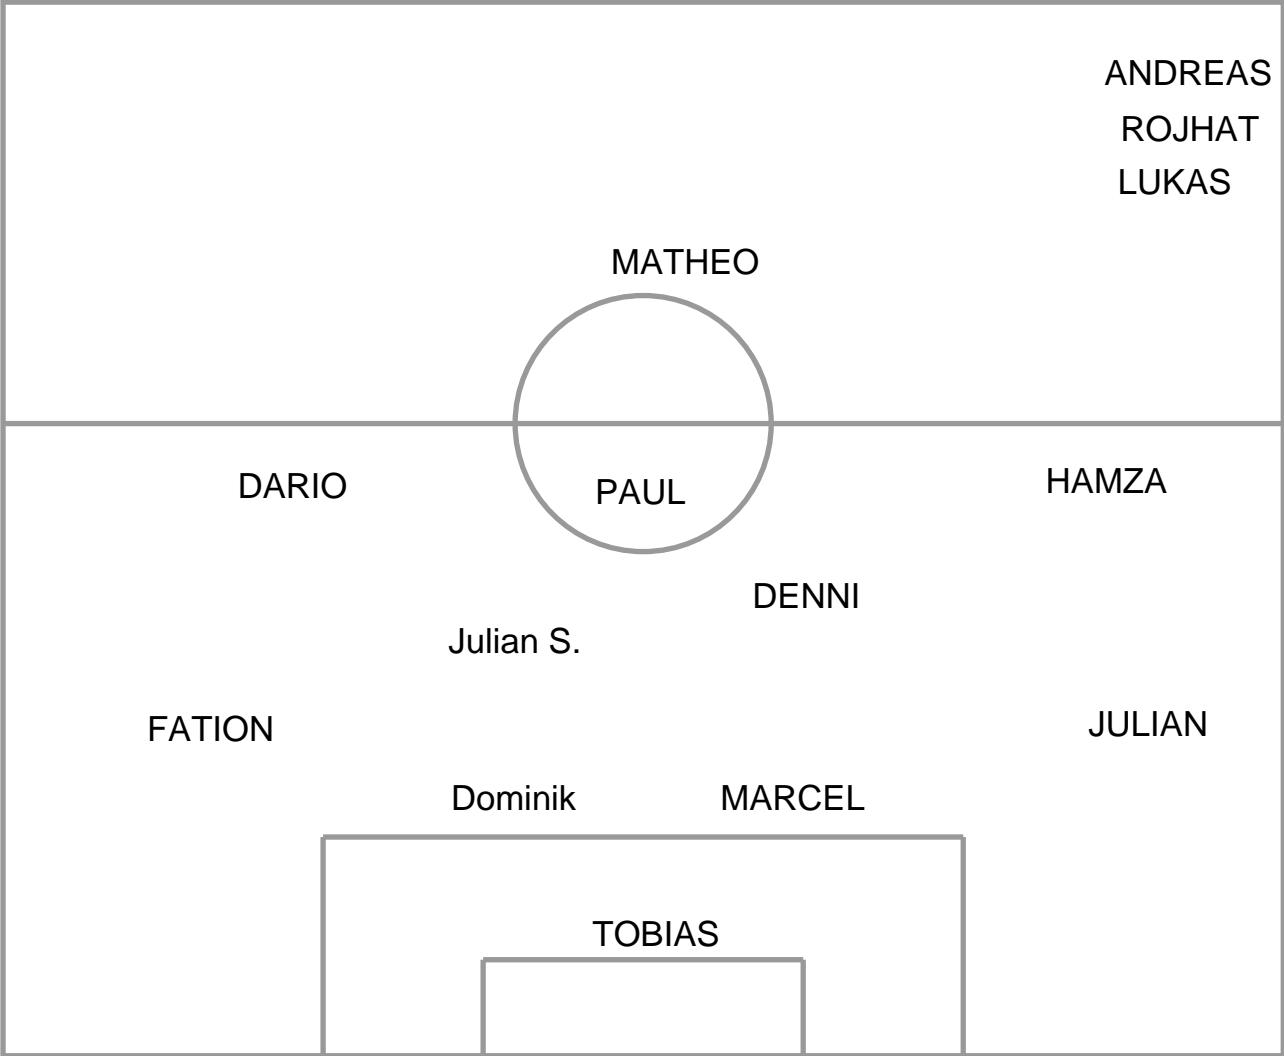 ANDREAS
ROJHAT
LUKAS
MATHEO
DARIO
PAUL
HAMZA
DENNI
Julian S.
FATION
JULIAN
Dominik
MARCEL
TOBIAS